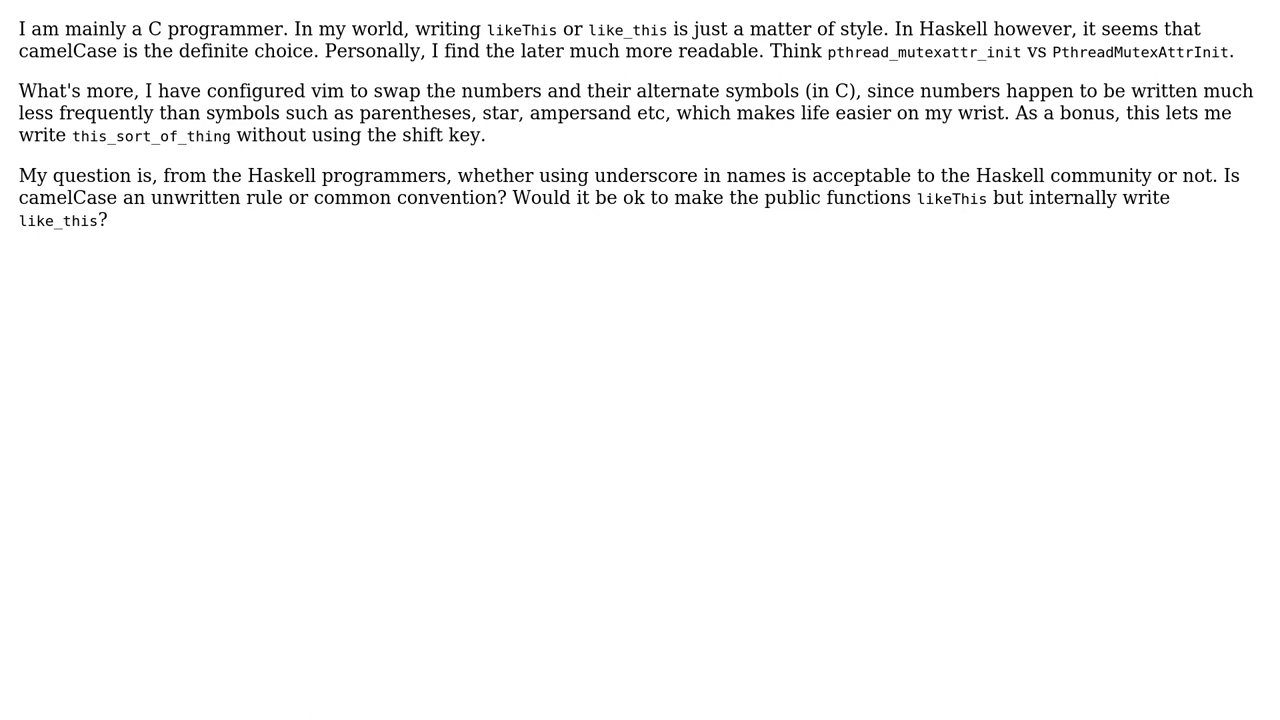 I am mainly a C programmer. In my world, writing likeThis or like_this is just a matter of style. In Haskell however, it seems that
camelCase is the definite choice. Personally, I find the later much more readable. Think pthread_mutexattr_init vs PthreadMutexAttrInit.
What's more, I have configured vim to swap the numbers and their alternate symbols (in C), since numbers happen to be written much
less frequently than symbols such as parentheses, star, ampersand etc, which makes life easier on my wrist. As a bonus, this lets me
write this_sort_of_thing without using the shift key.
My question is, from the Haskell programmers, whether using underscore in names is acceptable to the Haskell community or not. Is
camelCase an unwritten rule or common convention? Would it be ok to make the public functions likeThis but internally write
like_this?